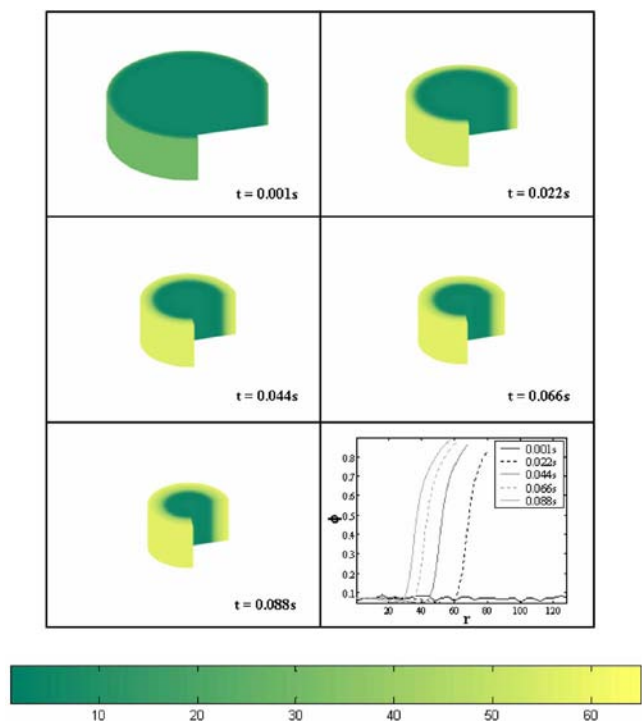 t = 0.001s
t = 0.022s
t = 0.044s
t = 0.066s
t = 0.088s
0.8
0.7
0.6
0.5
0.4
0.3
0.2
0.1
ϕ
0.001s
0.022s
0.044s
0.066s
0.088s
20 40 60 80 100 120
r
10 20 30 40 50 60